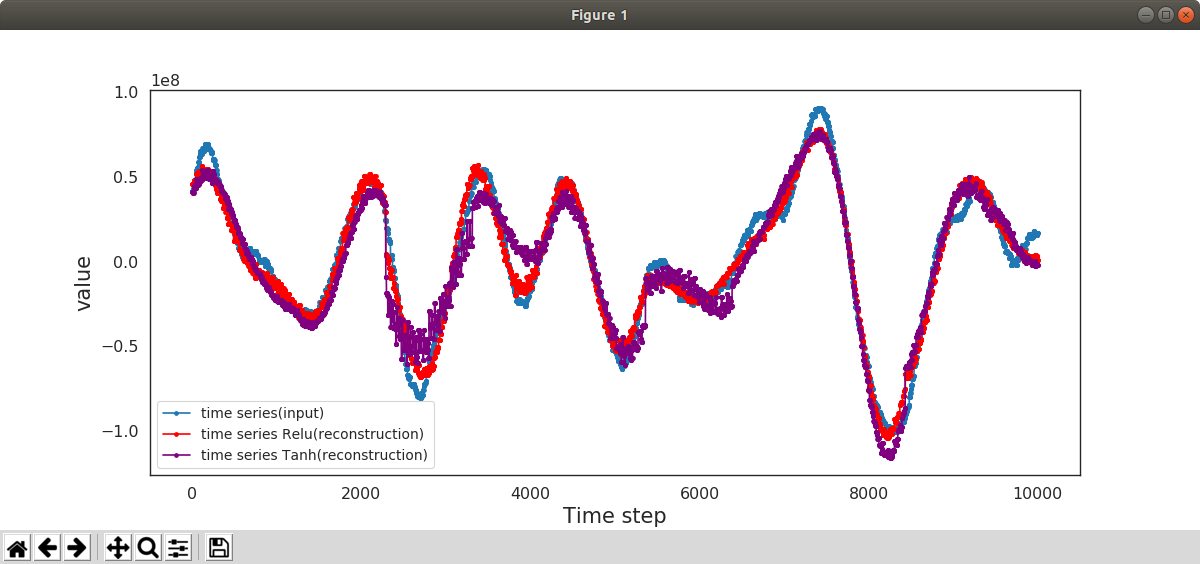 Figure 1
1e8
1.0
0.5
0.0
−0.5
−1.0
value
time series(input)
time series Relu(reconstruction)
time series Tanh(reconstruction)
0 2000 4000 6000 8000 10000
Time step